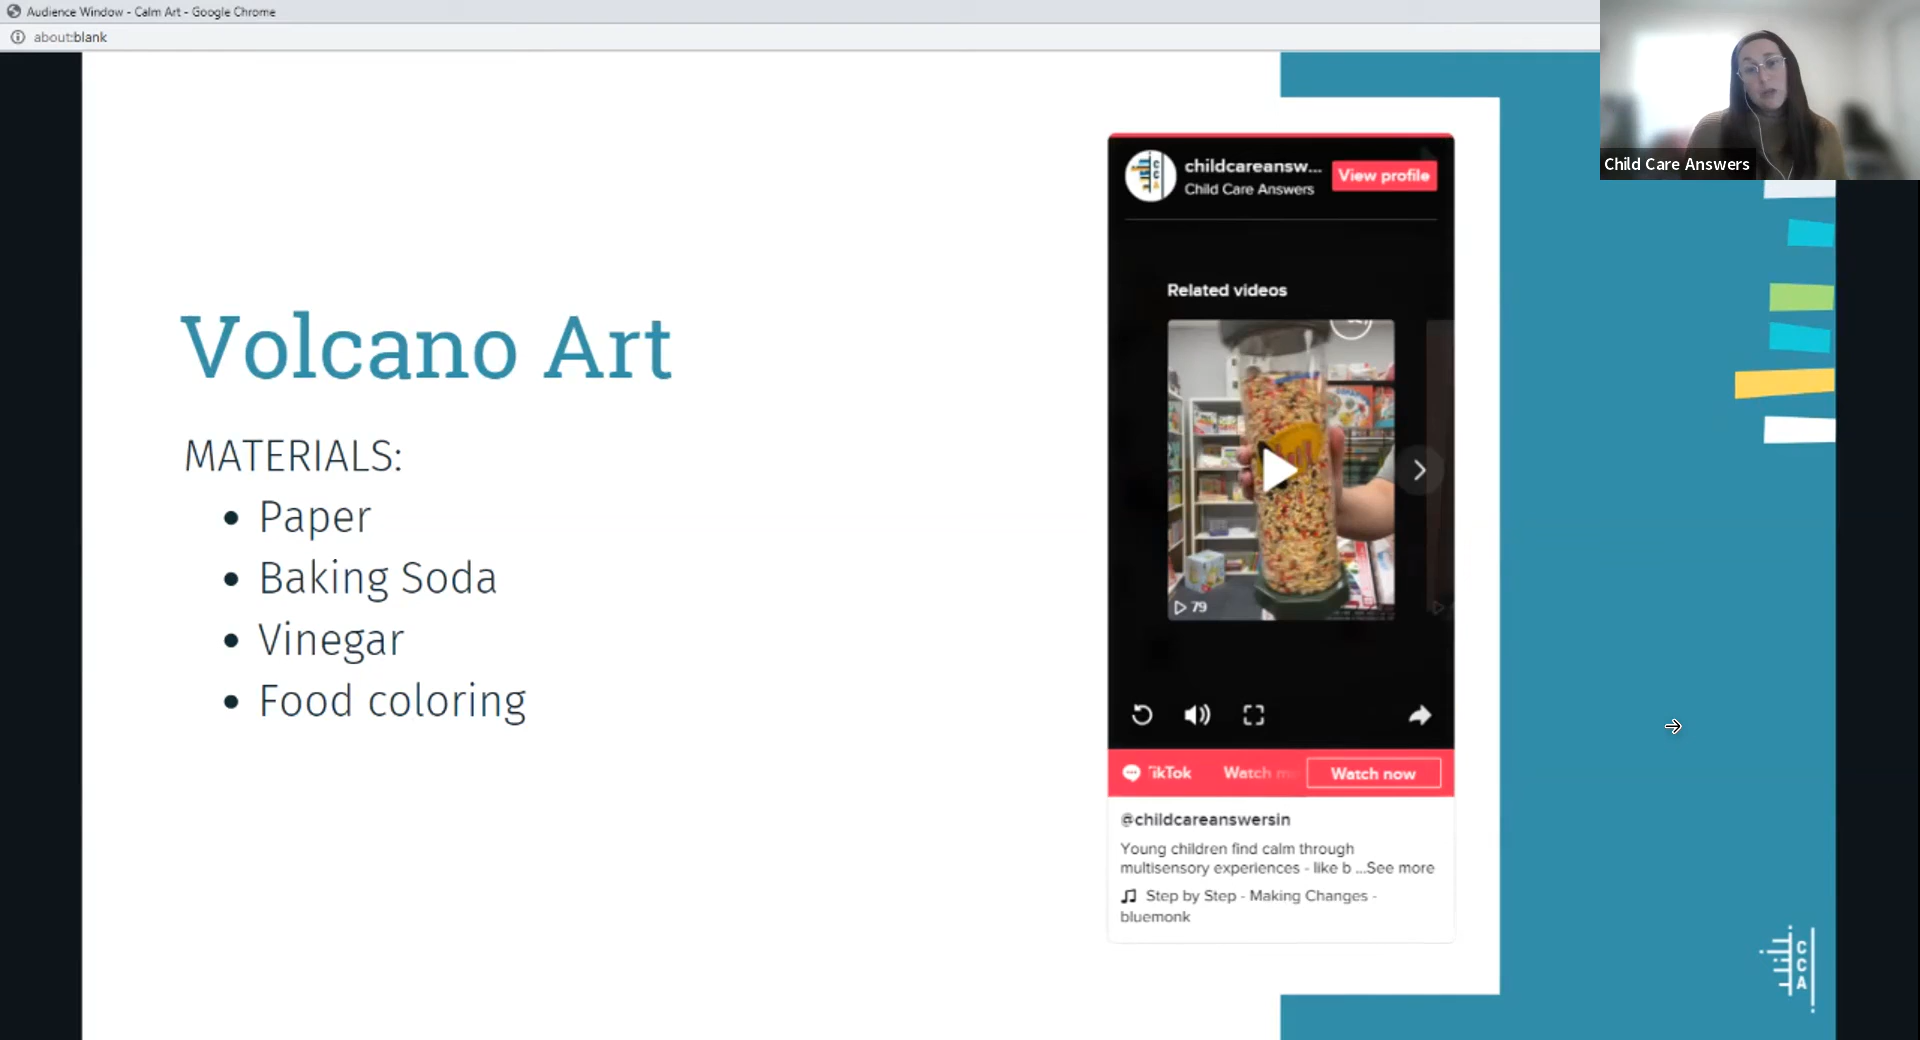 Audience Window - Calm Art - Google Chrome
about:blank
Child Care Answers
childcareansw...
Child Care Answers
View profile
Related videos
Volcano Art
MATERIALS:
• Paper
• Baking Soda
• Vinegar
• Food coloring
79
ikTok
Watch
Watch now
@childcareanswersin
Young children find calm through
multisensory experiences - like b ...See more
Step by Step - Making Changes -
bluemonk
CCA